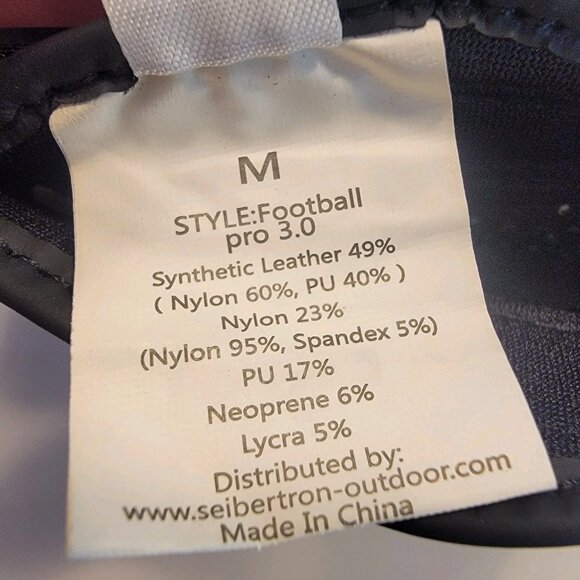 M
STYLE:Football
pro 3.0
Synthetic Leather 49%
( Nylon 60%, PU 40% )
Nylon 23%
(Nylon 95%, Spandex 5%)
PU 17%
Neoprene 6%
Lycra 5%
Distributed by:
www.seibertron-outdoor.com
Made In China